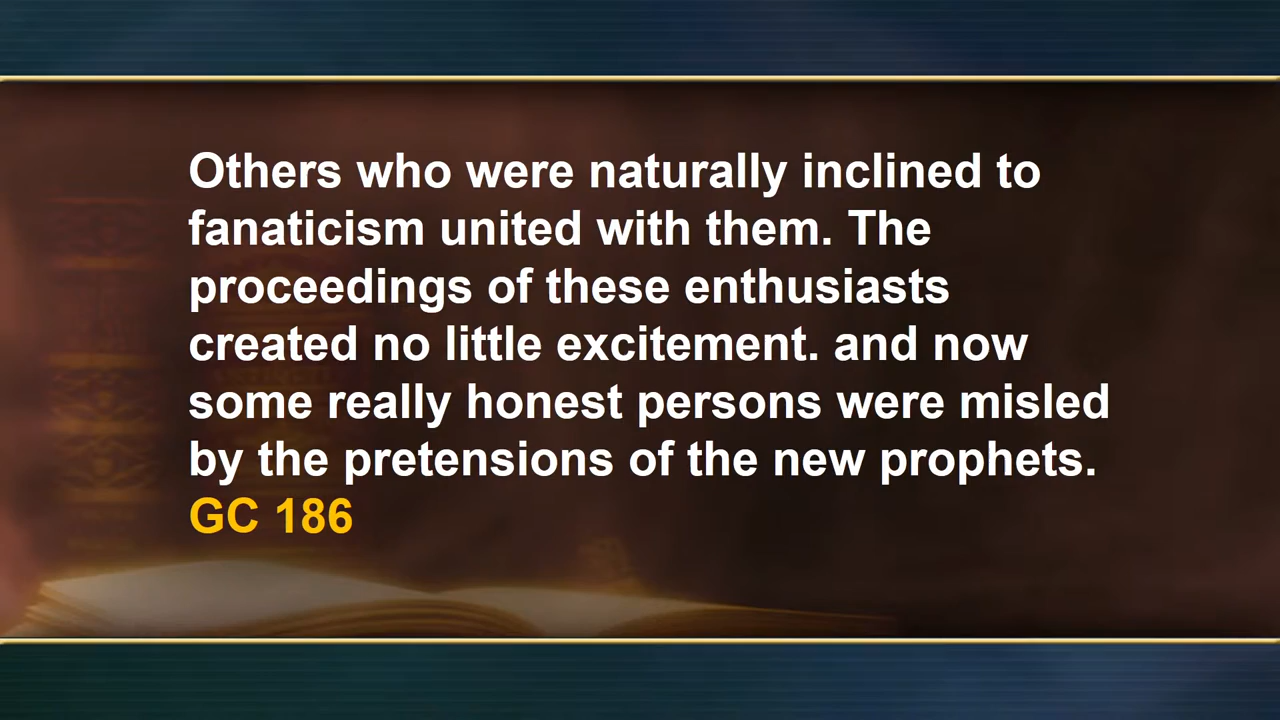 Others who were naturally inclined to
fanaticism united with them. The
proceedings of these enthusiasts
created no little excitement. and now
some really honest persons were misled
by the pretensions of the new prophets.
GC 186